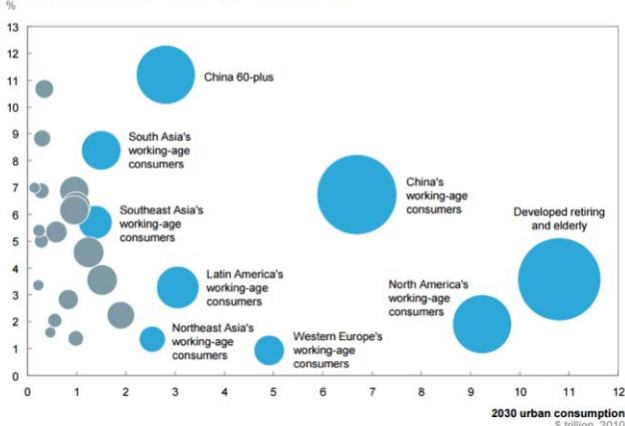 %
13
12
11
10
9
8
7
6
5
4
3
2
1
0
China 60-plus
South Asia's
working-age
consumers
Southeast Asia's
working-age
consumers
China's
working-age
consumers
Developed retiring
and elderly
Latin America's
working-age
consumers
North America's
working-age
consumers
Northeast Asia's
working-age
consumers
Western Europe's
working-age
consumers
0 1 2 3 4 5 6 7 8 9 10 11 12
2030 urban consumption
$ trillion, 2010